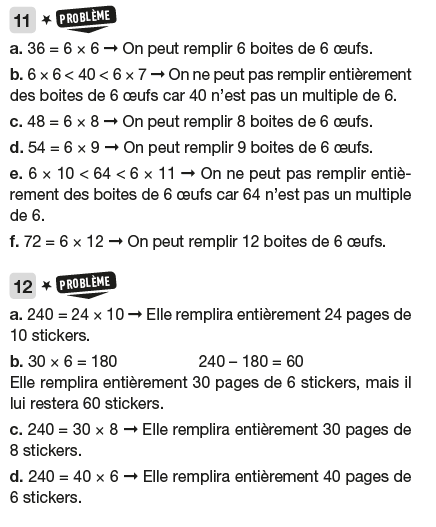 11 ★ PROBLÈME
a. 36 = 6 × 6 ➞ On peut remplir 6 boites de 6 œufs.
b. 6 × 6 < 40 < 6 × 7 ➞ On ne peut pas remplir entièrement
des boites de 6 œufs car 40 n’est pas un multiple de 6.
c. 48 = 6 × 8 ➞ On peut remplir 8 boites de 6 œufs.
d. 54 = 6 × 9 ➞ On peut remplir 9 boites de 6 œufs.
e. 6 × 10 < 64 < 6 × 11 ➞ On ne peut pas remplir entiè-
rement des boites de 6 œufs car 64 n’est pas un multiple
de 6.
f. 72 = 6 × 12 ➞ On peut remplir 12 boites de 6 œufs.
12 ★ PROBLÈME
a. 240 = 24 × 10 ➞ Elle remplira entièrement 24 pages de
10 stickers.
b. 30 × 6 = 180 240 – 180 = 60
Elle remplira entièrement 30 pages de 6 stickers, mais il
lui restera 60 stickers.
c. 240 = 30 × 8 ➞ Elle remplira entièrement 30 pages de
8 stickers.
d. 240 = 40 × 6 ➞ Elle remplira entièrement 40 pages de
6 stickers.